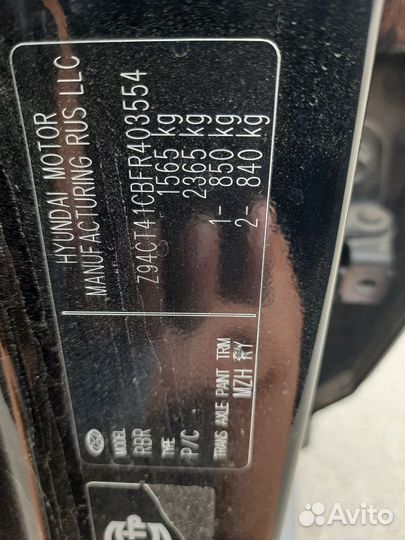 HYUNDAI MOTOR
MANUFACTURING RUS LLC
Z94CT41CBFR403554
1565 kg
2365 kg
1- 850 kg
2- 840 kg
MODEL
RBR
TYPE
P/C
TRANS AXLE PAINT TRIM
MZH RY
Avito